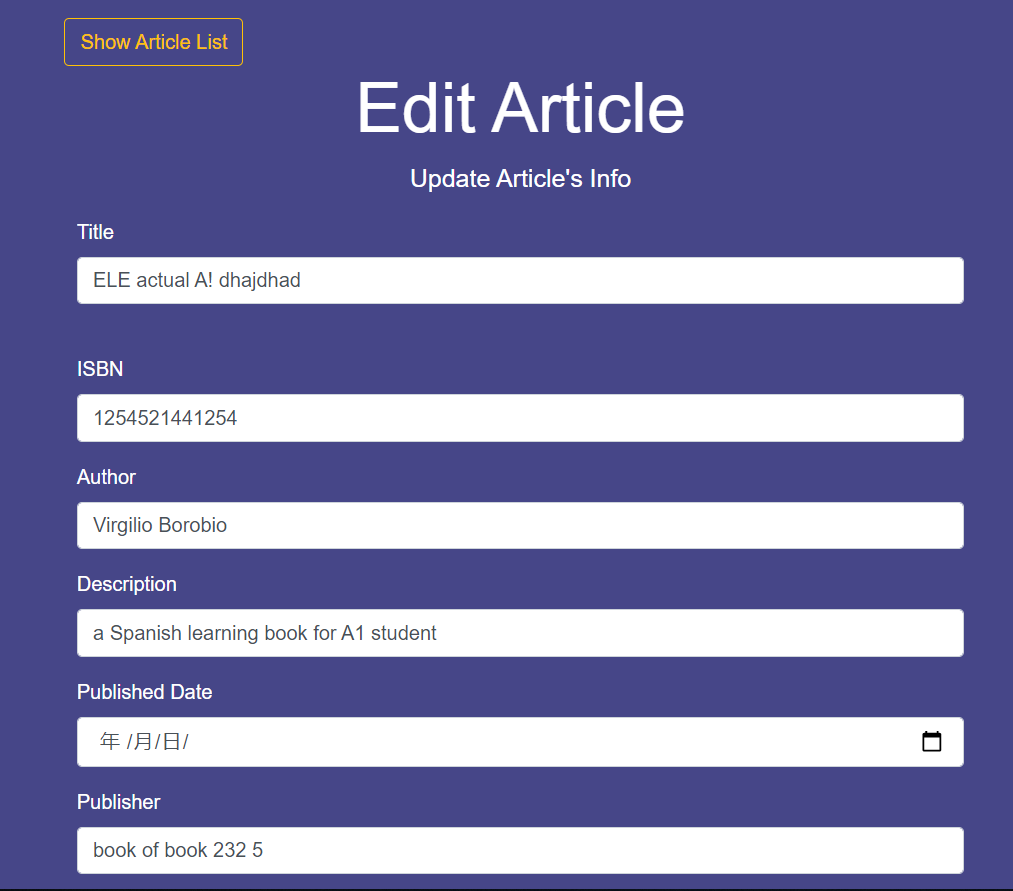 Show Article List
Edit Article
Update Article's Info
Title
ELE actual A! dhajdhad
ISBN
1254521441254
Author
Virgilio Borobio
Description
a Spanish learning book for A1 student
Published Date
年 /月/日/
Publisher
book of book 232 5